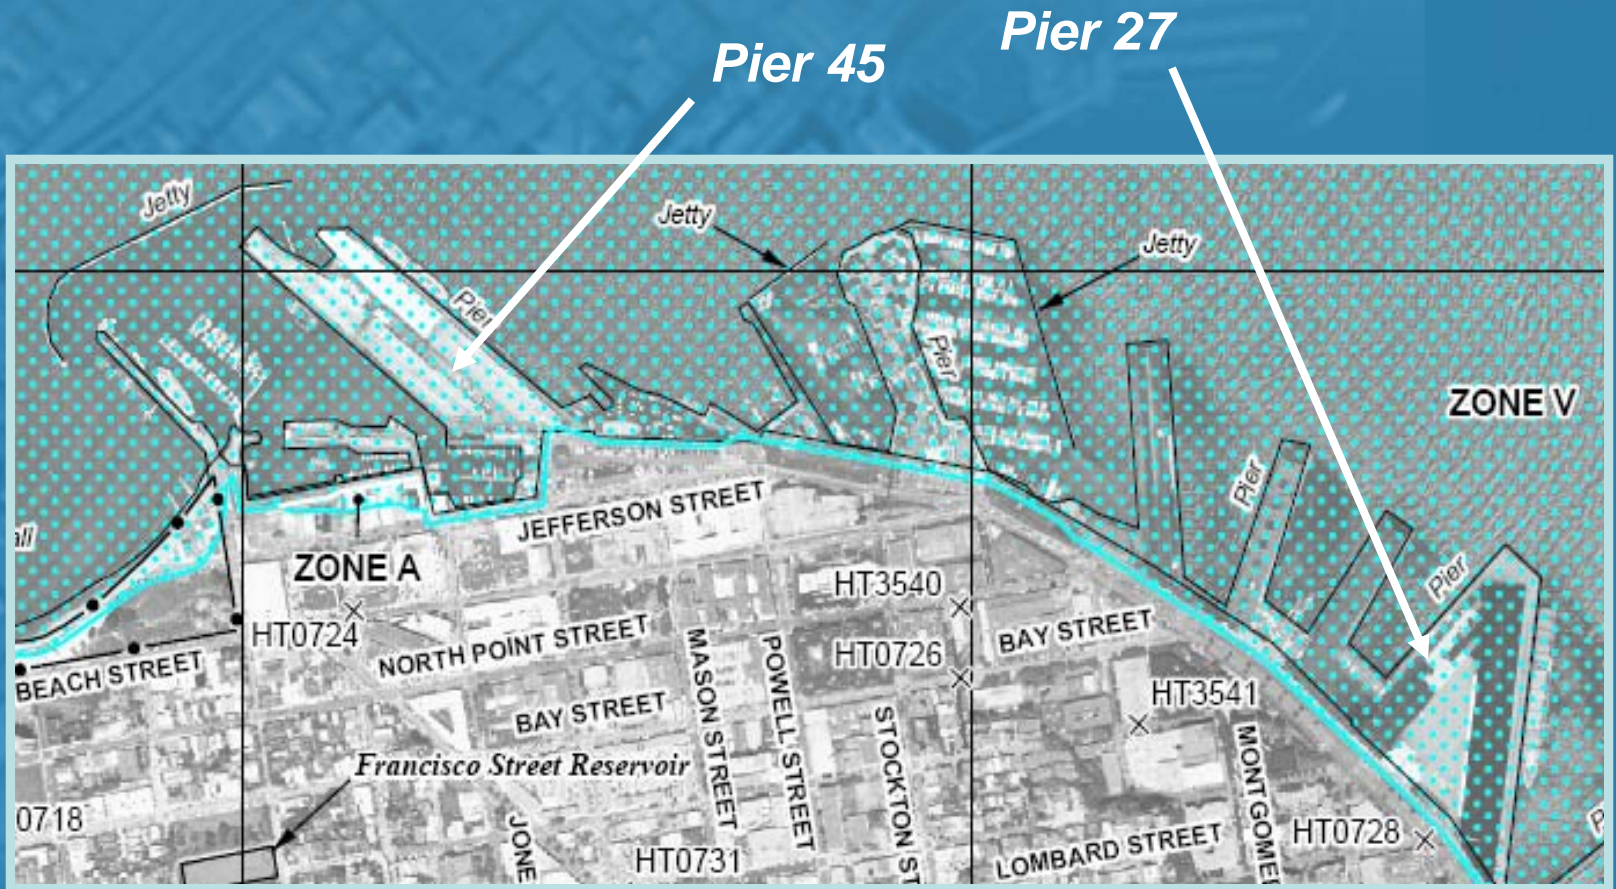 Pier 27
Pier 45
Jetty
Jetty
Jetty
Pier
Pier
ZONE V
Pier
JEFFERSON STREET
ZONE A
HT3540
Pier
HT0724
NORTH POINT STREET
BAY STREET
HT0726
BEACH STREET
MASON STREET
POWELL STREET
HT3541
BAY STREET
STOCKTON ST
MONTGOME
Francisco Street Reservoir
0718
JONE
HT0728
HT0731
LOMBARD STREET